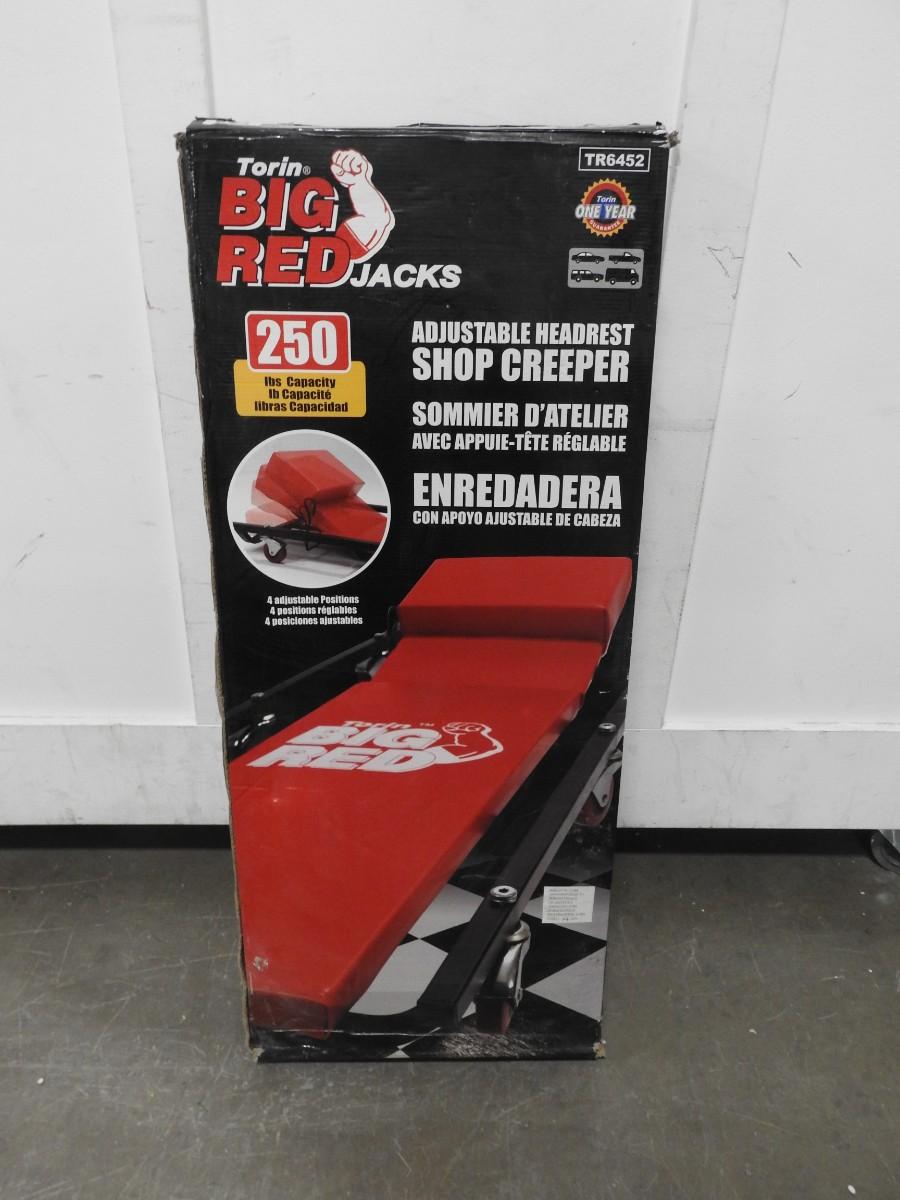 Torin®
BIG
RED JACKS
TR6452
Torin
ONE YEAR
GUARANTEE
250
lbs Capacity
lb Capacité
libras Capacidad
ADJUSTABLE HEADREST
SHOP CREEPER
SOMMIER D'ATELIER
AVEC APPUIE-TÊTE RÉGLABLE
ENREDADERA
CON APOYO AJUSTABLE DE CABEZA
4 adjustable Positions
4 positions réglables
4 posiciones ajustables
Torin™
BIG
RED